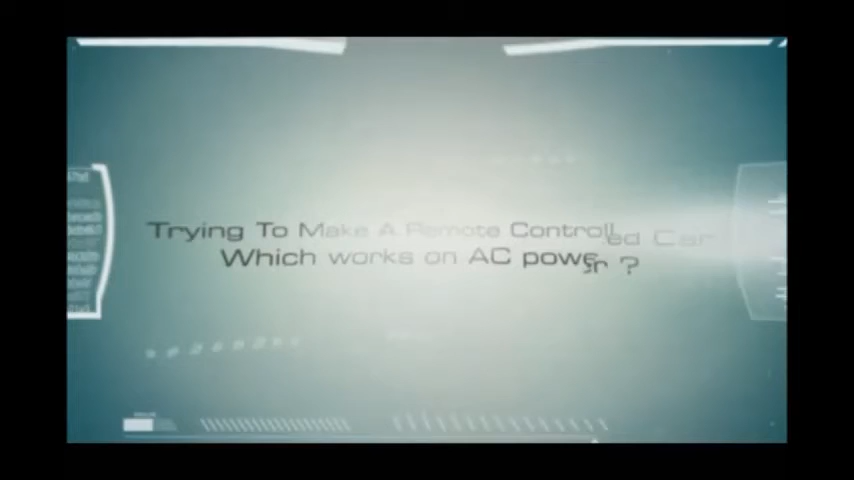 Trying To Make A Remote Controlled Car
Which works on AC power ?